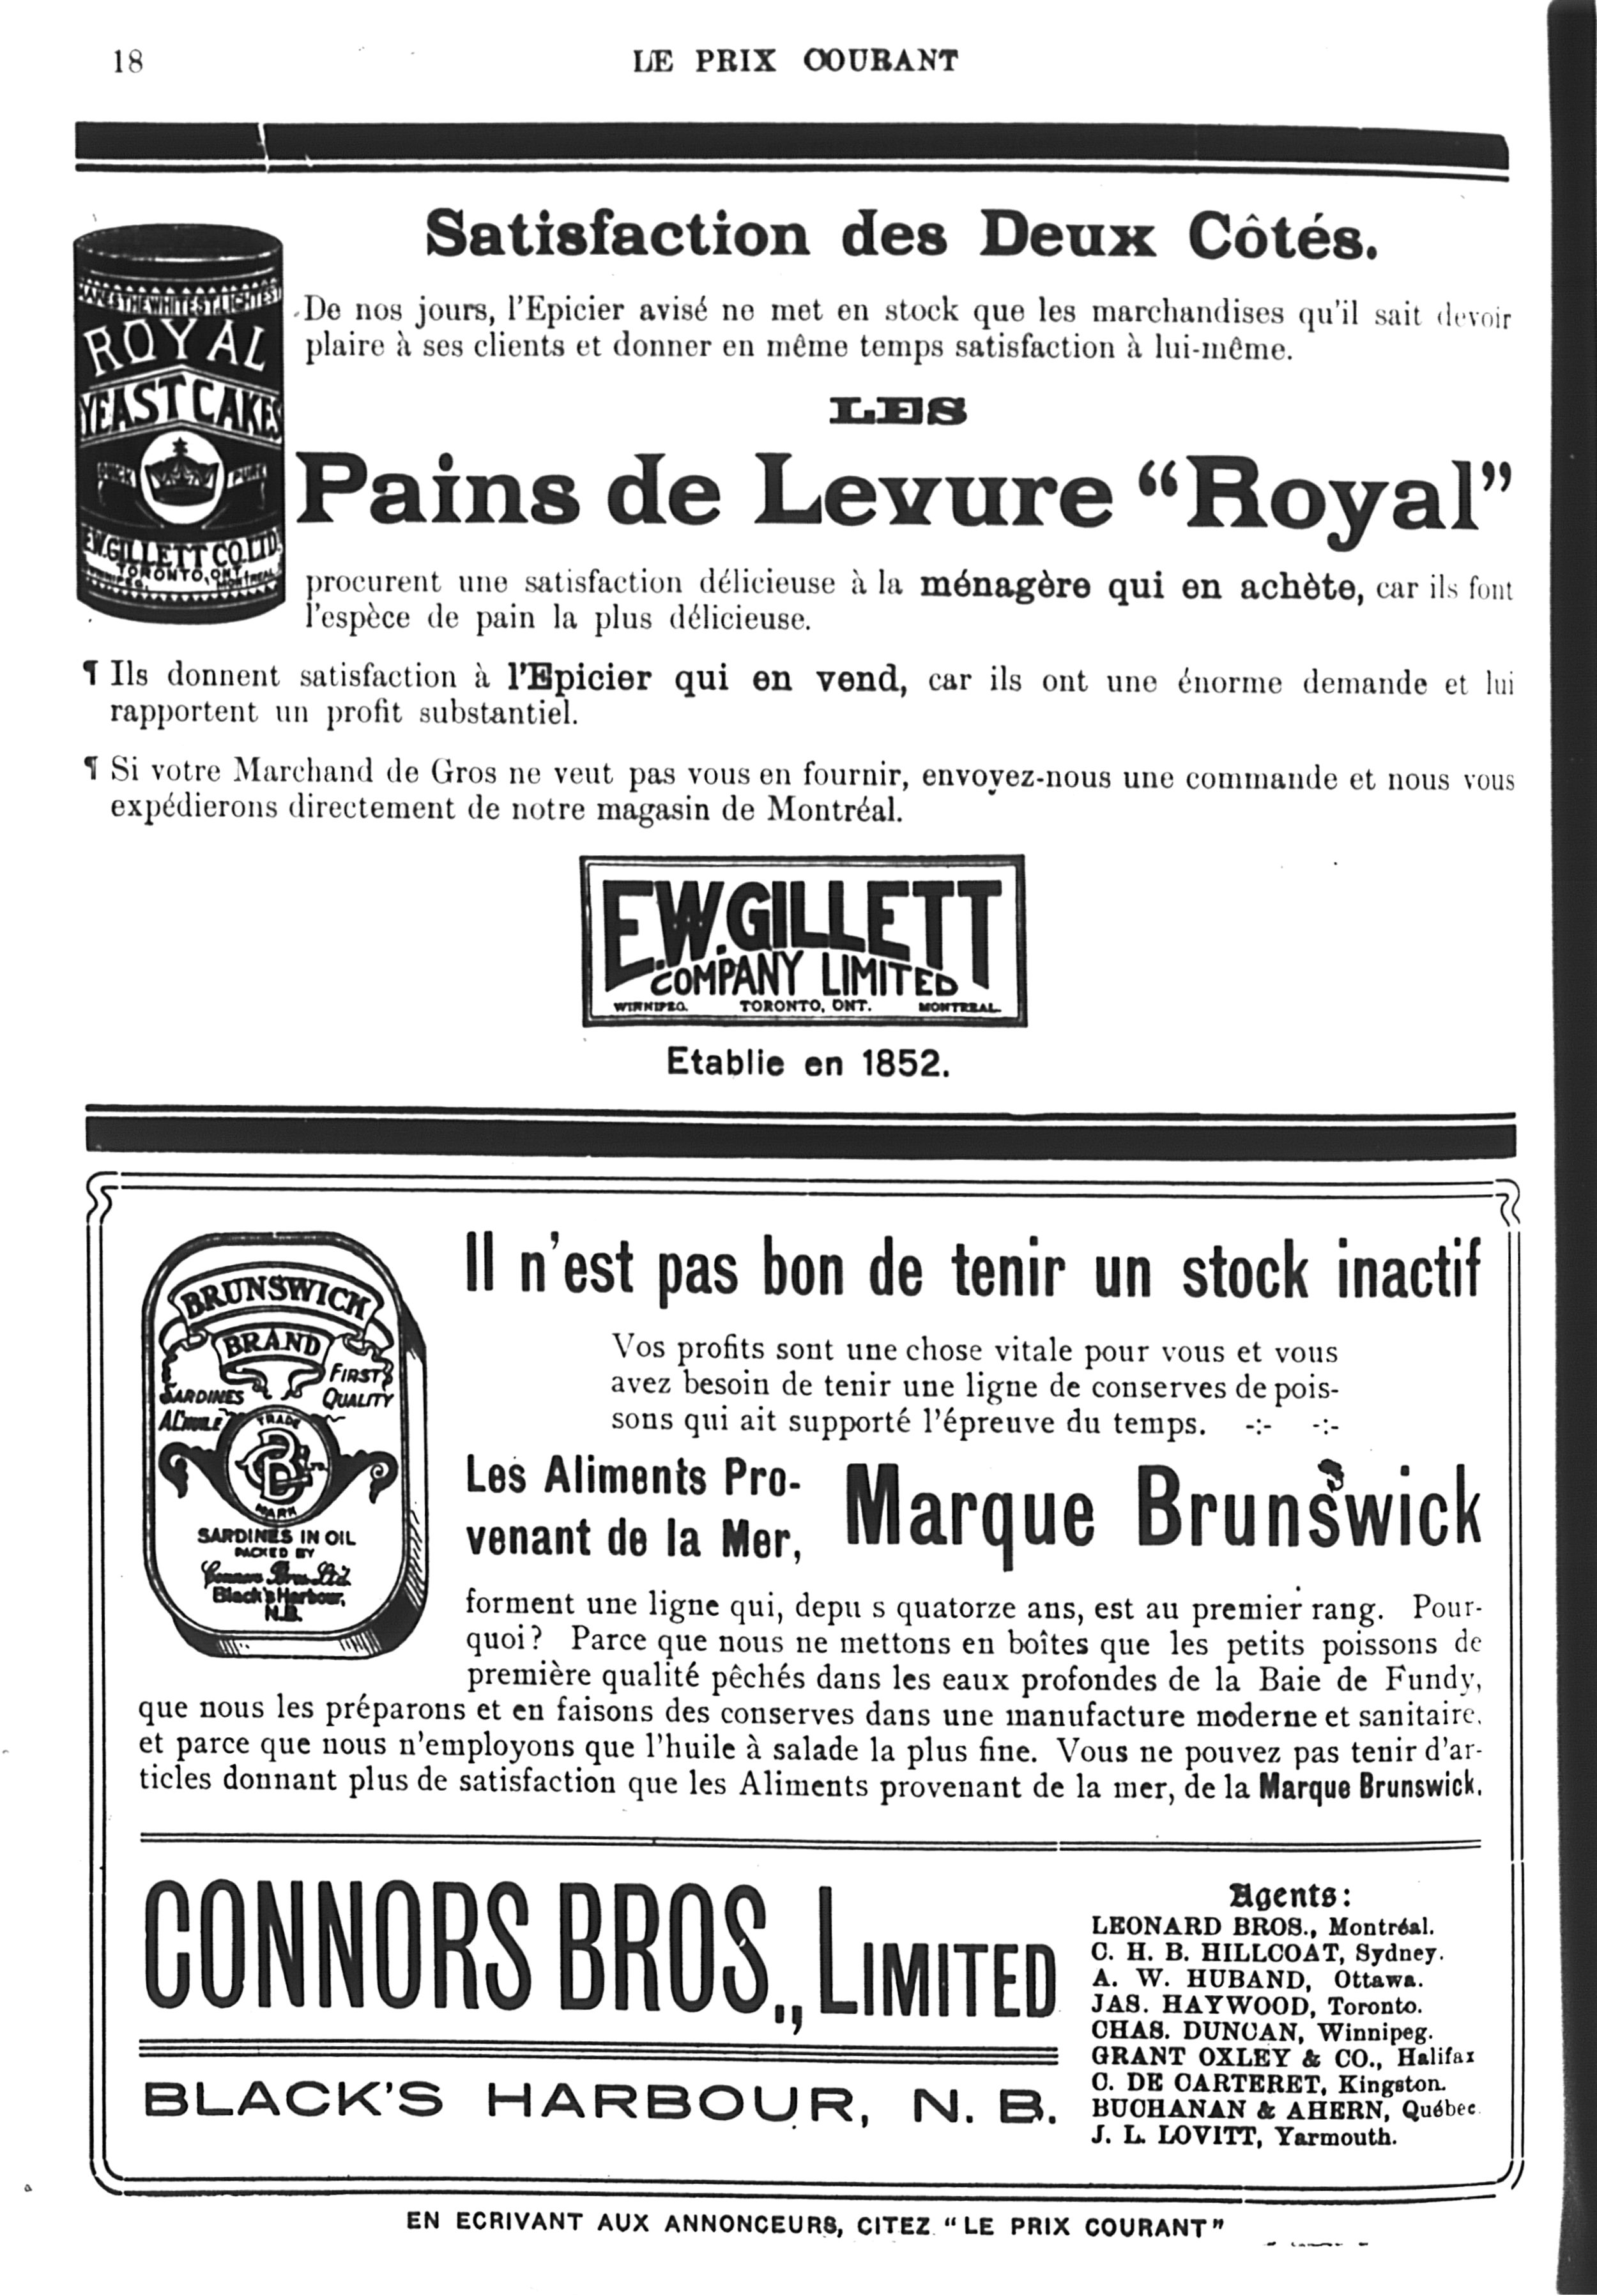 18
LE PRIX COURANT
Satisfaction des Deux Côtés.
MAKES THE WHITEST, LIGHTEST
ROYAL
YEAST CAKES
QUICK
PURE
E.W. GILLETT CO. LTD.
TORONTO, ONT.
WINNIPEG.
MONTREAL
De nos jours, l'Epicier avisé ne met en stock que les marchandises qu'il sait devoir
plaire à ses clients et donner en même temps satisfaction à lui-même.
LES
Pains de Levure “Royal”
procurent une satisfaction délicieuse à la ménagère qui en achète, car ils font
l'espèce de pain la plus délicieuse.
¶ Ils donnent satisfaction à l'Epicier qui en vend, car ils ont une énorme demande et lui
rapportent un profit substantiel.
¶ Si votre Marchand de Gros ne veut pas vous en fournir, envoyez-nous une commande et nous vous
expédierons directement de notre magasin de Montréal.
E.W. GILLETT
COMPANY LIMITED
WINNIPEG. TORONTO, ONT. MONTREAL.
Etablie en 1852.
Il n'est pas bon de tenir un stock inactif
BRUNSWICK
BRAND
FIRST
QUALITY
SARDINES
A L'HUILE
TRADE
MARK
SARDINES IN OIL
PACKED BY
Connors Bros. Ltd.
Black's Harbour,
N.B.
Vos profits sont une chose vitale pour vous et vous
avez besoin de tenir une ligne de conserves de pois-
sons qui ait supporté l'épreuve du temps. -:- -:-
Les Aliments Pro-
venant de la Mer,
Marque Brunswick
forment une ligne qui, depu s quatorze ans, est au premier rang. Pour-
quoi? Parce que nous ne mettons en boîtes que les petits poissons de
première qualité pêchés dans les eaux profondes de la Baie de Fundy,
que nous les préparons et en faisons des conserves dans une manufacture moderne et sanitaire,
et parce que nous n'employons que l'huile à salade la plus fine. Vous ne pouvez pas tenir d'ar-
ticles donnant plus de satisfaction que les Aliments provenant de la mer, de la Marque Brunswick.
CONNORS BROS., LIMITED
BLACK'S HARBOUR, N. B.
Agents:
LEONARD BROS., Montréal.
C. H. B. HILLCOAT, Sydney.
A. W. HUBAND, Ottawa.
JAS. HAYWOOD, Toronto.
CHAS. DUNCAN, Winnipeg.
GRANT OXLEY & CO., Halifax
C. DE CARTERET, Kingston.
BUCHANAN & AHERN, Québec
J. L. LOVITT, Yarmouth.
EN ECRIVANT AUX ANNONCEURS, CITEZ “LE PRIX COURANT”